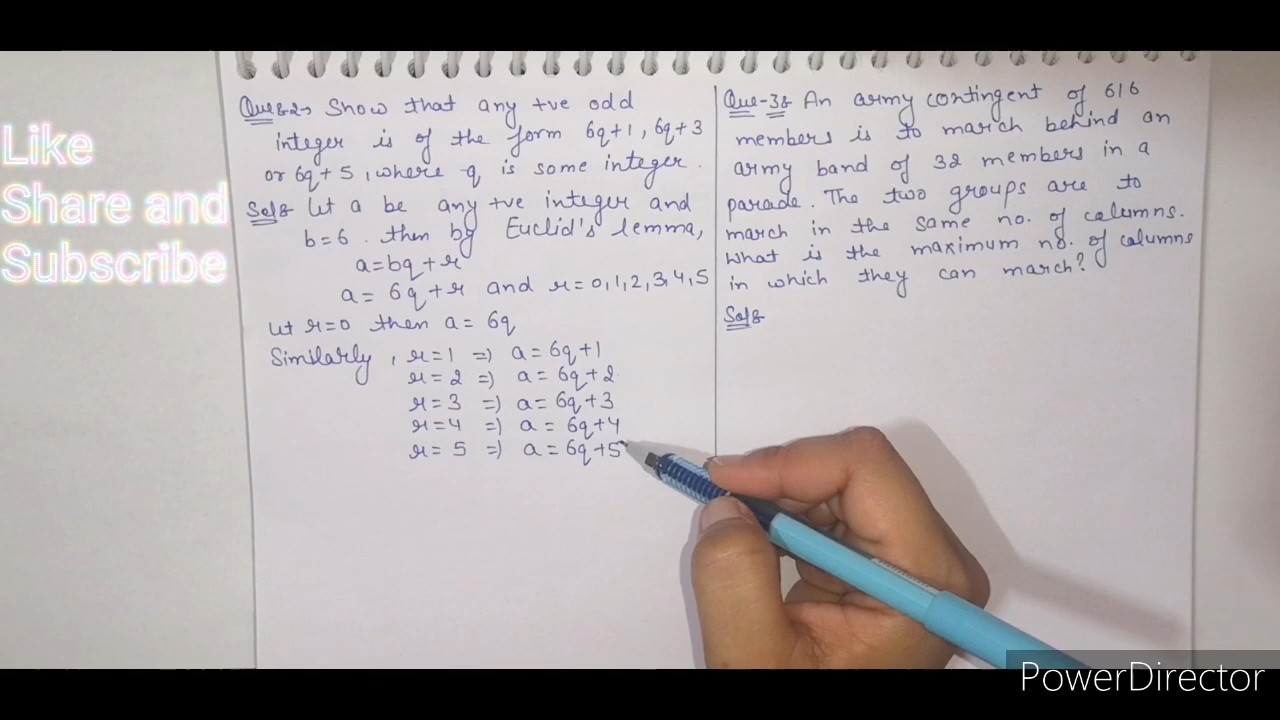 Like
Share and
Subscribe
Que:2→ Show that any +ve odd
integer is of the form 6q+1, 6q+3
or 6q+5, where q is some integer.
Sol: Let a be any +ve integer and
b=6. then by Euclid's lemma,
a=bq+r
a= 6q+r and r=0,1,2,3,4,5
Let r=0 then a= 6q
Similarly, r=1 => a=6q+1
r= 2 => a= 6q+2
r= 3 => a= 6q+3
r=4 => a = 6q+4
r= 5 => a=6q+5
Que-3: An army contingent of 616
members is to march behind an
army band of 32 members in a
parade. The two groups are to
march in the same no. of columns.
What is the maximum no. of columns
in which they can march?
Sol:
PowerDirector